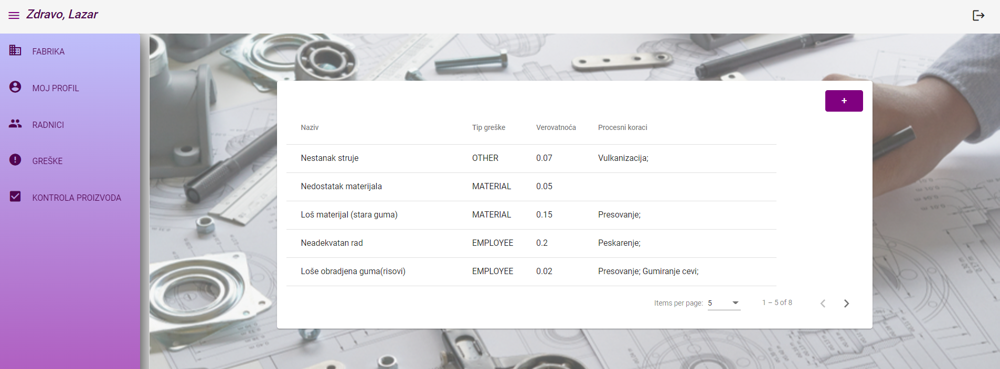 Zdravo, Lazar
FABRIKA
MOJ PROFIL
RADNICI
GREŠKE
KONTROLA PROIZVODA
+
Naziv Tip greške Verovatnoća Procesni koraci
Nestanak struje OTHER 0.07 Vulkanizacija;
Nedostatak materijala MATERIAL 0.05
Loš materijal (stara guma) MATERIAL 0.15 Presovanje;
Neadekvatan rad EMPLOYEE 0.2 Peskarenje;
Loše obradjena guma(risovi) EMPLOYEE 0.02 Presovanje; Gumiranje cevi;
Items per page: 5 1 – 5 of 8